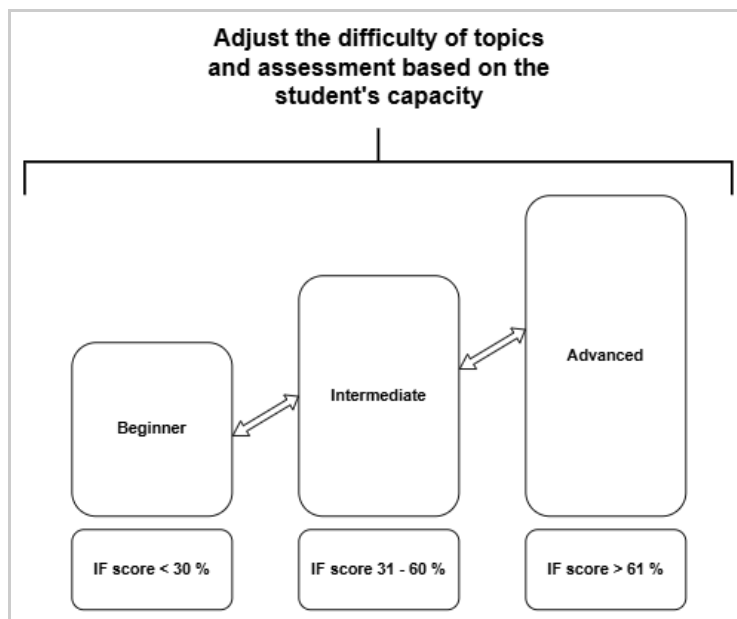 Adjust the difficulty of topics
and assessment based on the
student's capacity
Beginner
Intermediate
Advanced
IF score < 30 %
IF score 31 - 60 %
IF score > 61 %